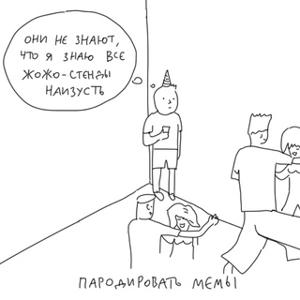 ОНИ НЕ ЗНАЮТ,
ЧТО Я ЗНАЮ ВСЕ
ЖОЖО-СТЕНДЫ
НАИЗУСТЬ
ПАРОДИРОВАТЬ МЕМЫ